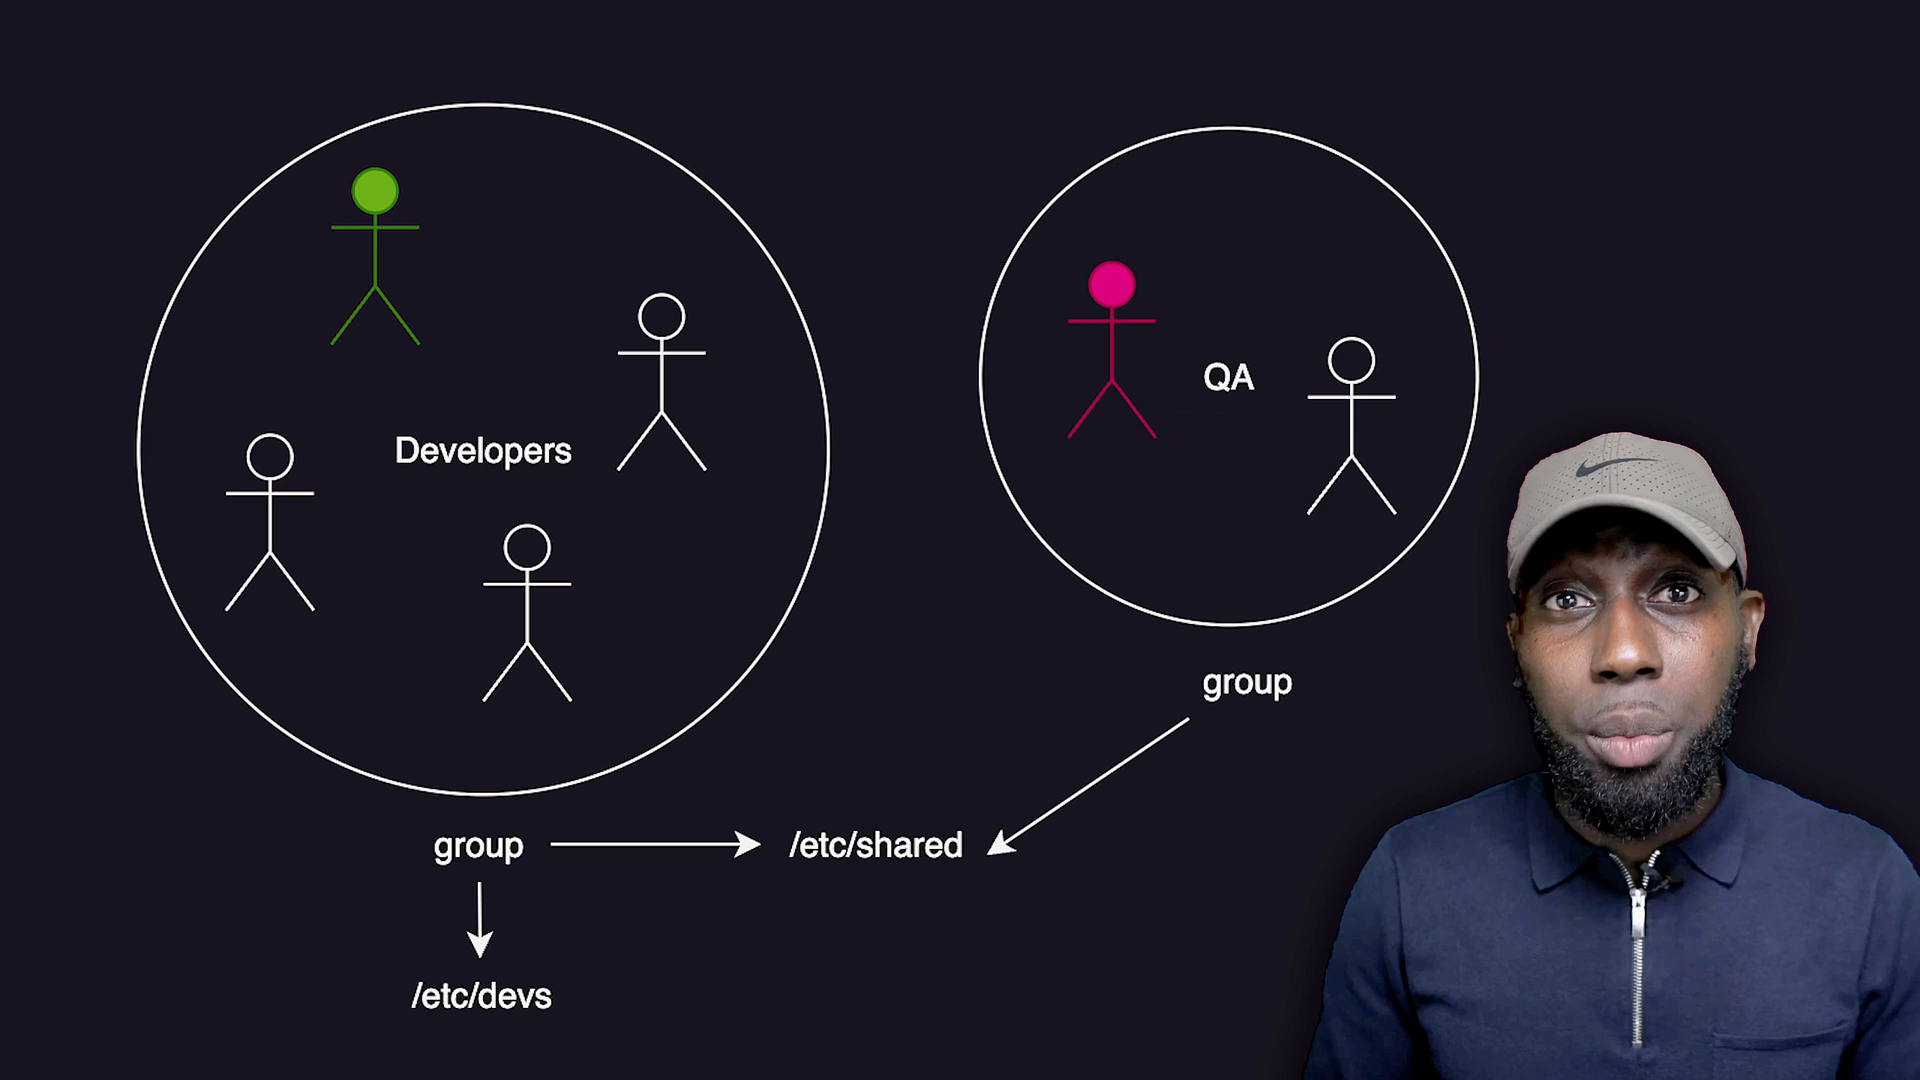 Developers
QA
group
group
/etc/shared
/etc/devs